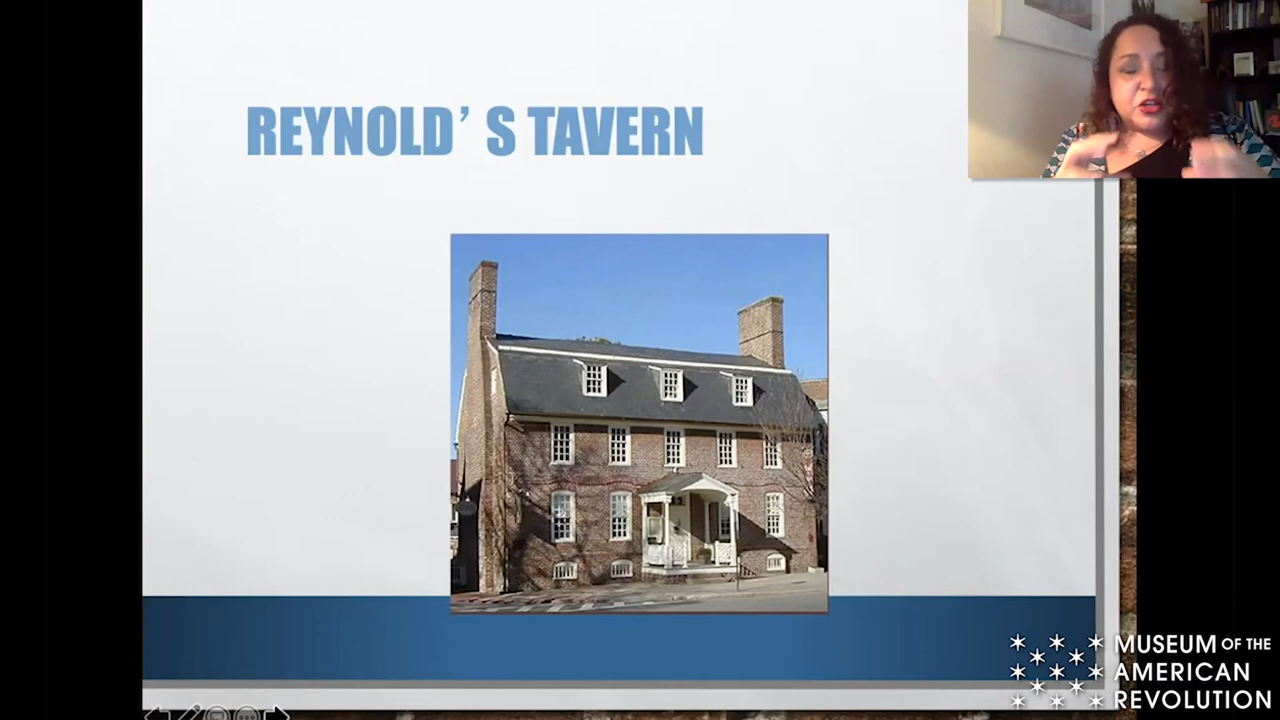 REYNOLD’ S TAVERN
MUSEUM OF THE
AMERICAN
REVOLUTION